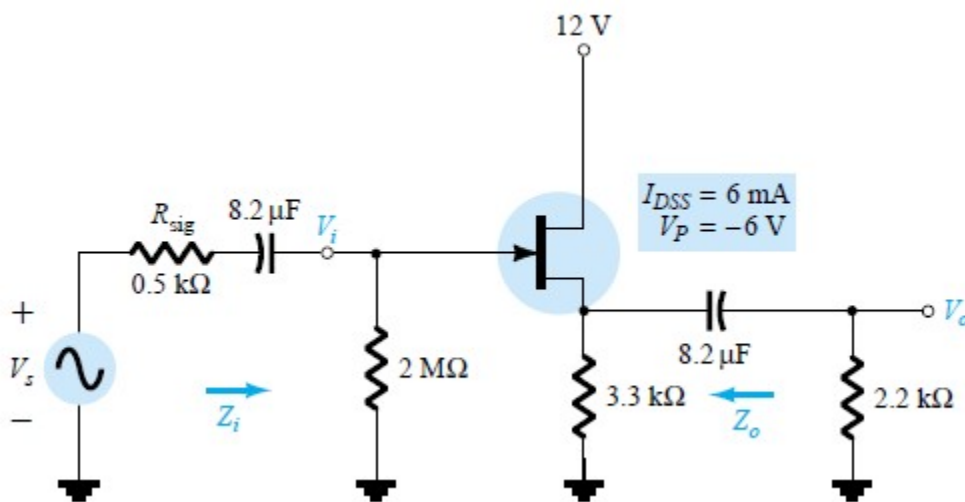 12 V
I_DSS = 6 mA
V_P = −6 V
R_sig
8.2 μF
V_i
0.5 kΩ
+
V_s
−
Z_i
2 MΩ
8.2 μF
V_o
3.3 kΩ
Z_o
2.2 kΩ